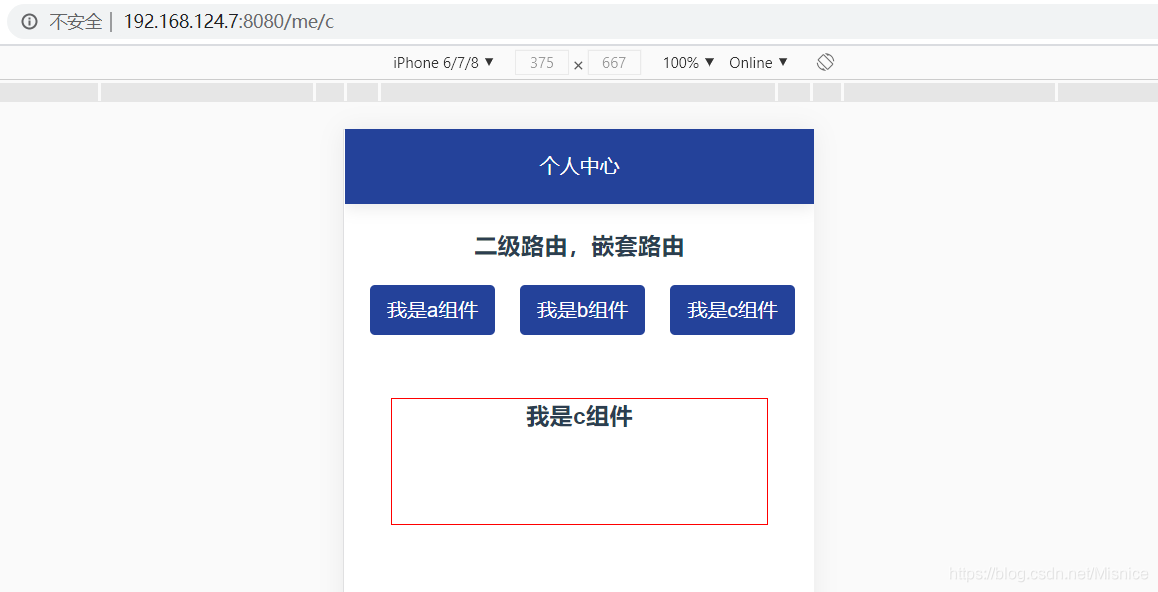 不安全 | 192.168.124.7:8080/me/c
iPhone 6/7/8 ▼ 375 × 667 100% ▼ Online ▼
个人中心
二级路由，嵌套路由
我是a组件 我是b组件 我是c组件
我是c组件
https://blog.csdn.net/Misnice